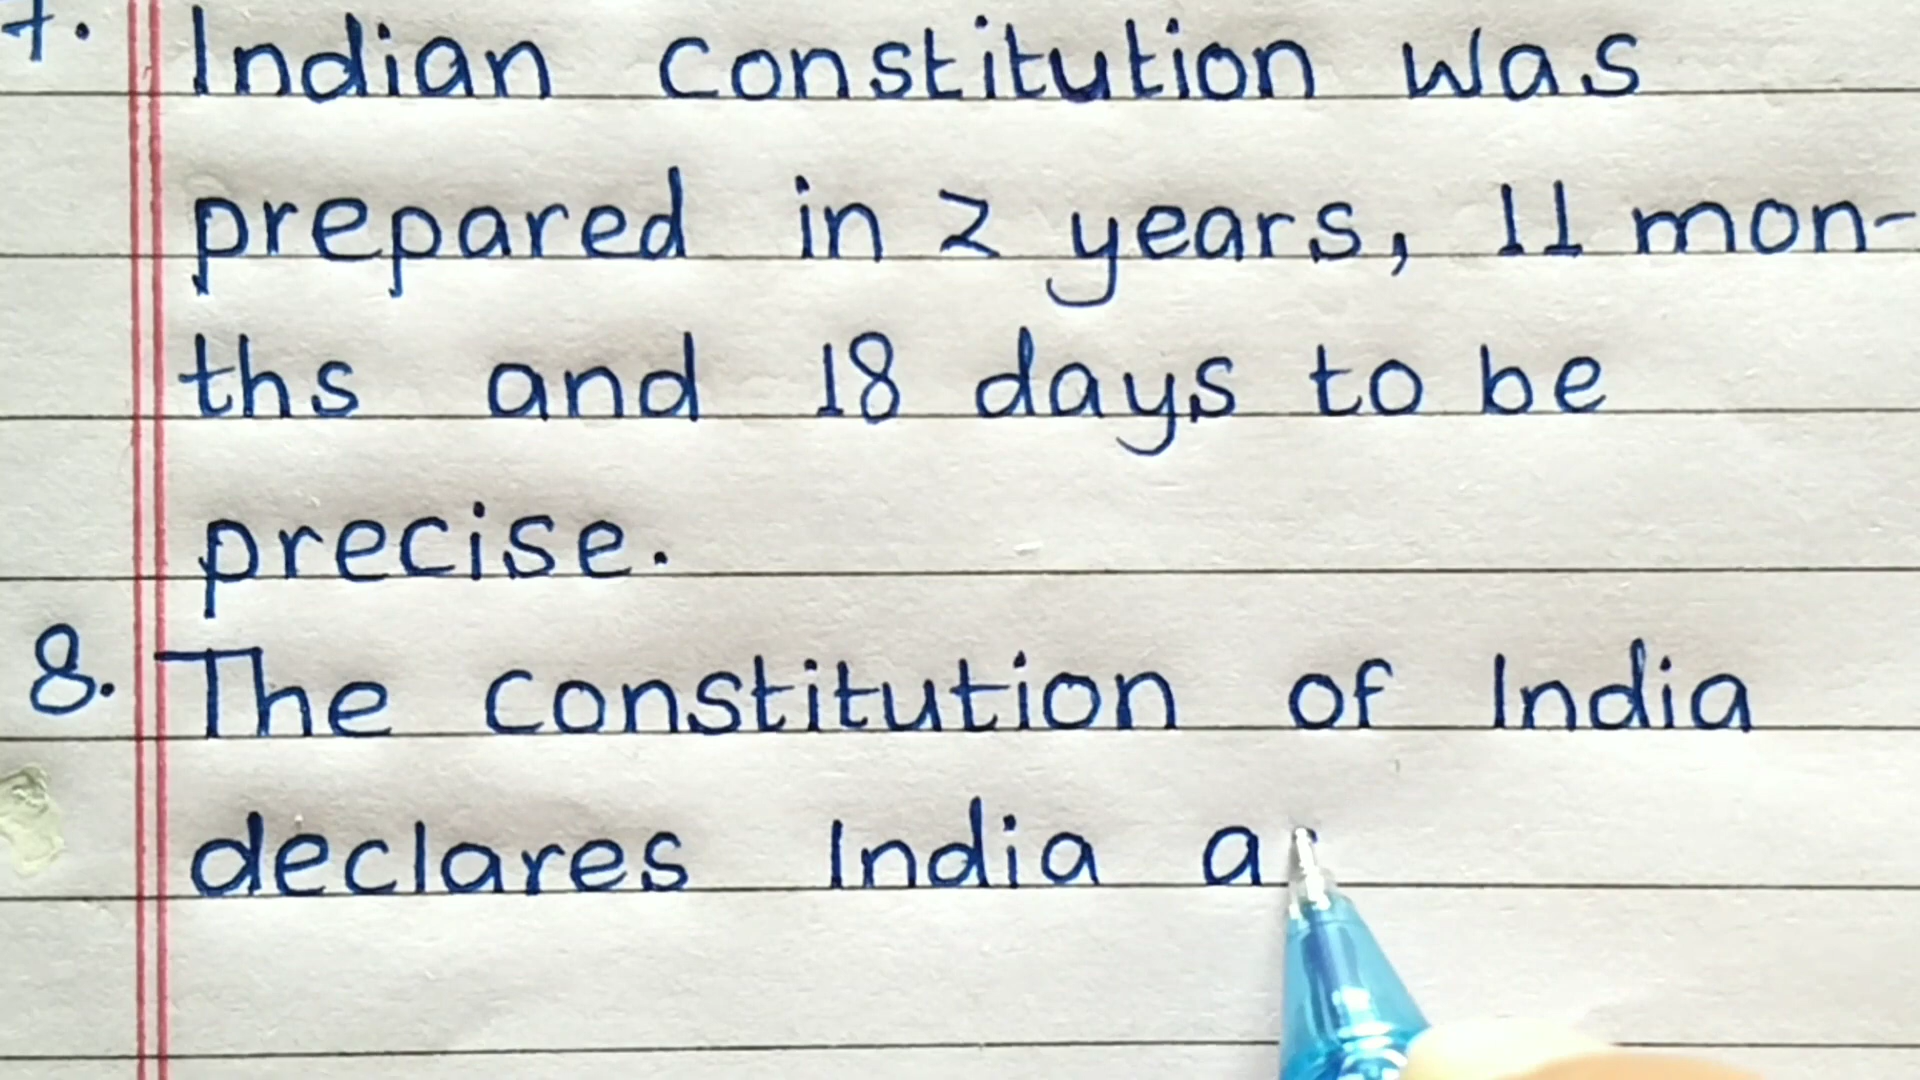 7. Indian constitution was
prepared in 2 years, 11 mon-
ths and 18 days to be
precise.
8. The constitution of India
declares India a